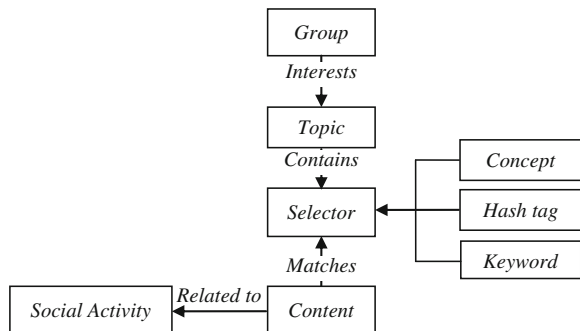 Group
Interests
Topic
Contains
Concept
Selector
Hash tag
Matches
Keyword
Social Activity
Related to
Content